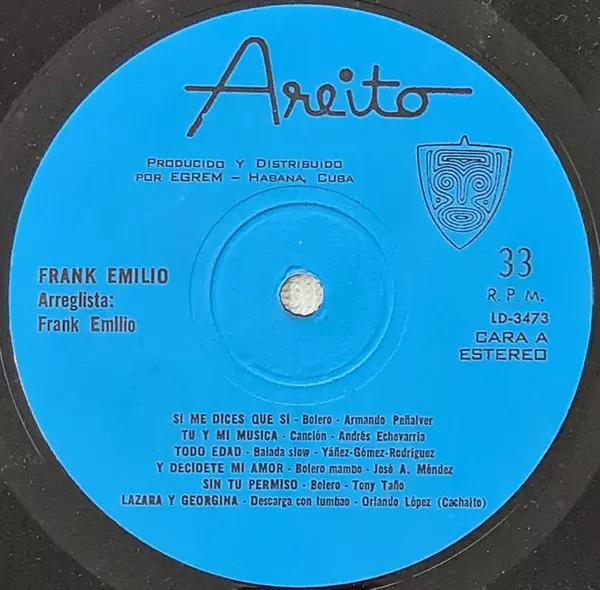 Areito
PRODUCIDO Y DISTRIBUIDO
POR EGREM – HABANA, CUBA
FRANK EMILIO
Arreglista:
Frank Emilio
33
R.P.M.
LD-3473
CARA A
ESTEREO
SI ME DICES QUE SÍ - Bolero - Armando Peñalver
TU Y MI MUSICA - Canción - Andrés Echevarría
TODO EDAD - Balada slow - Yáñez-Gómez-Rodríguez
Y DECIDETE MI AMOR - Bolero mambo - José A. Méndez
SIN TU PERMISO - Bolero - Tony Taño
LAZARA Y GEORGINA - Descarga con tumbao - Orlando López (Cachaíto)